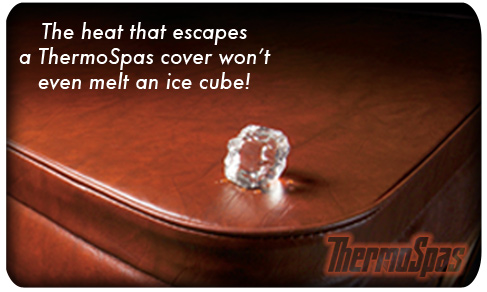 The heat that escapes
a ThermoSpas cover won't
even melt an ice cube!
ThermoSpas